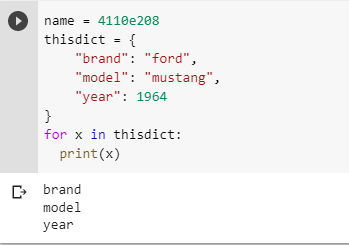 name = 4110e208
thisdict = {
    "brand": "ford",
    "model": "mustang",
    "year": 1964
}
for x in thisdict:
  print(x)
brand
model
year